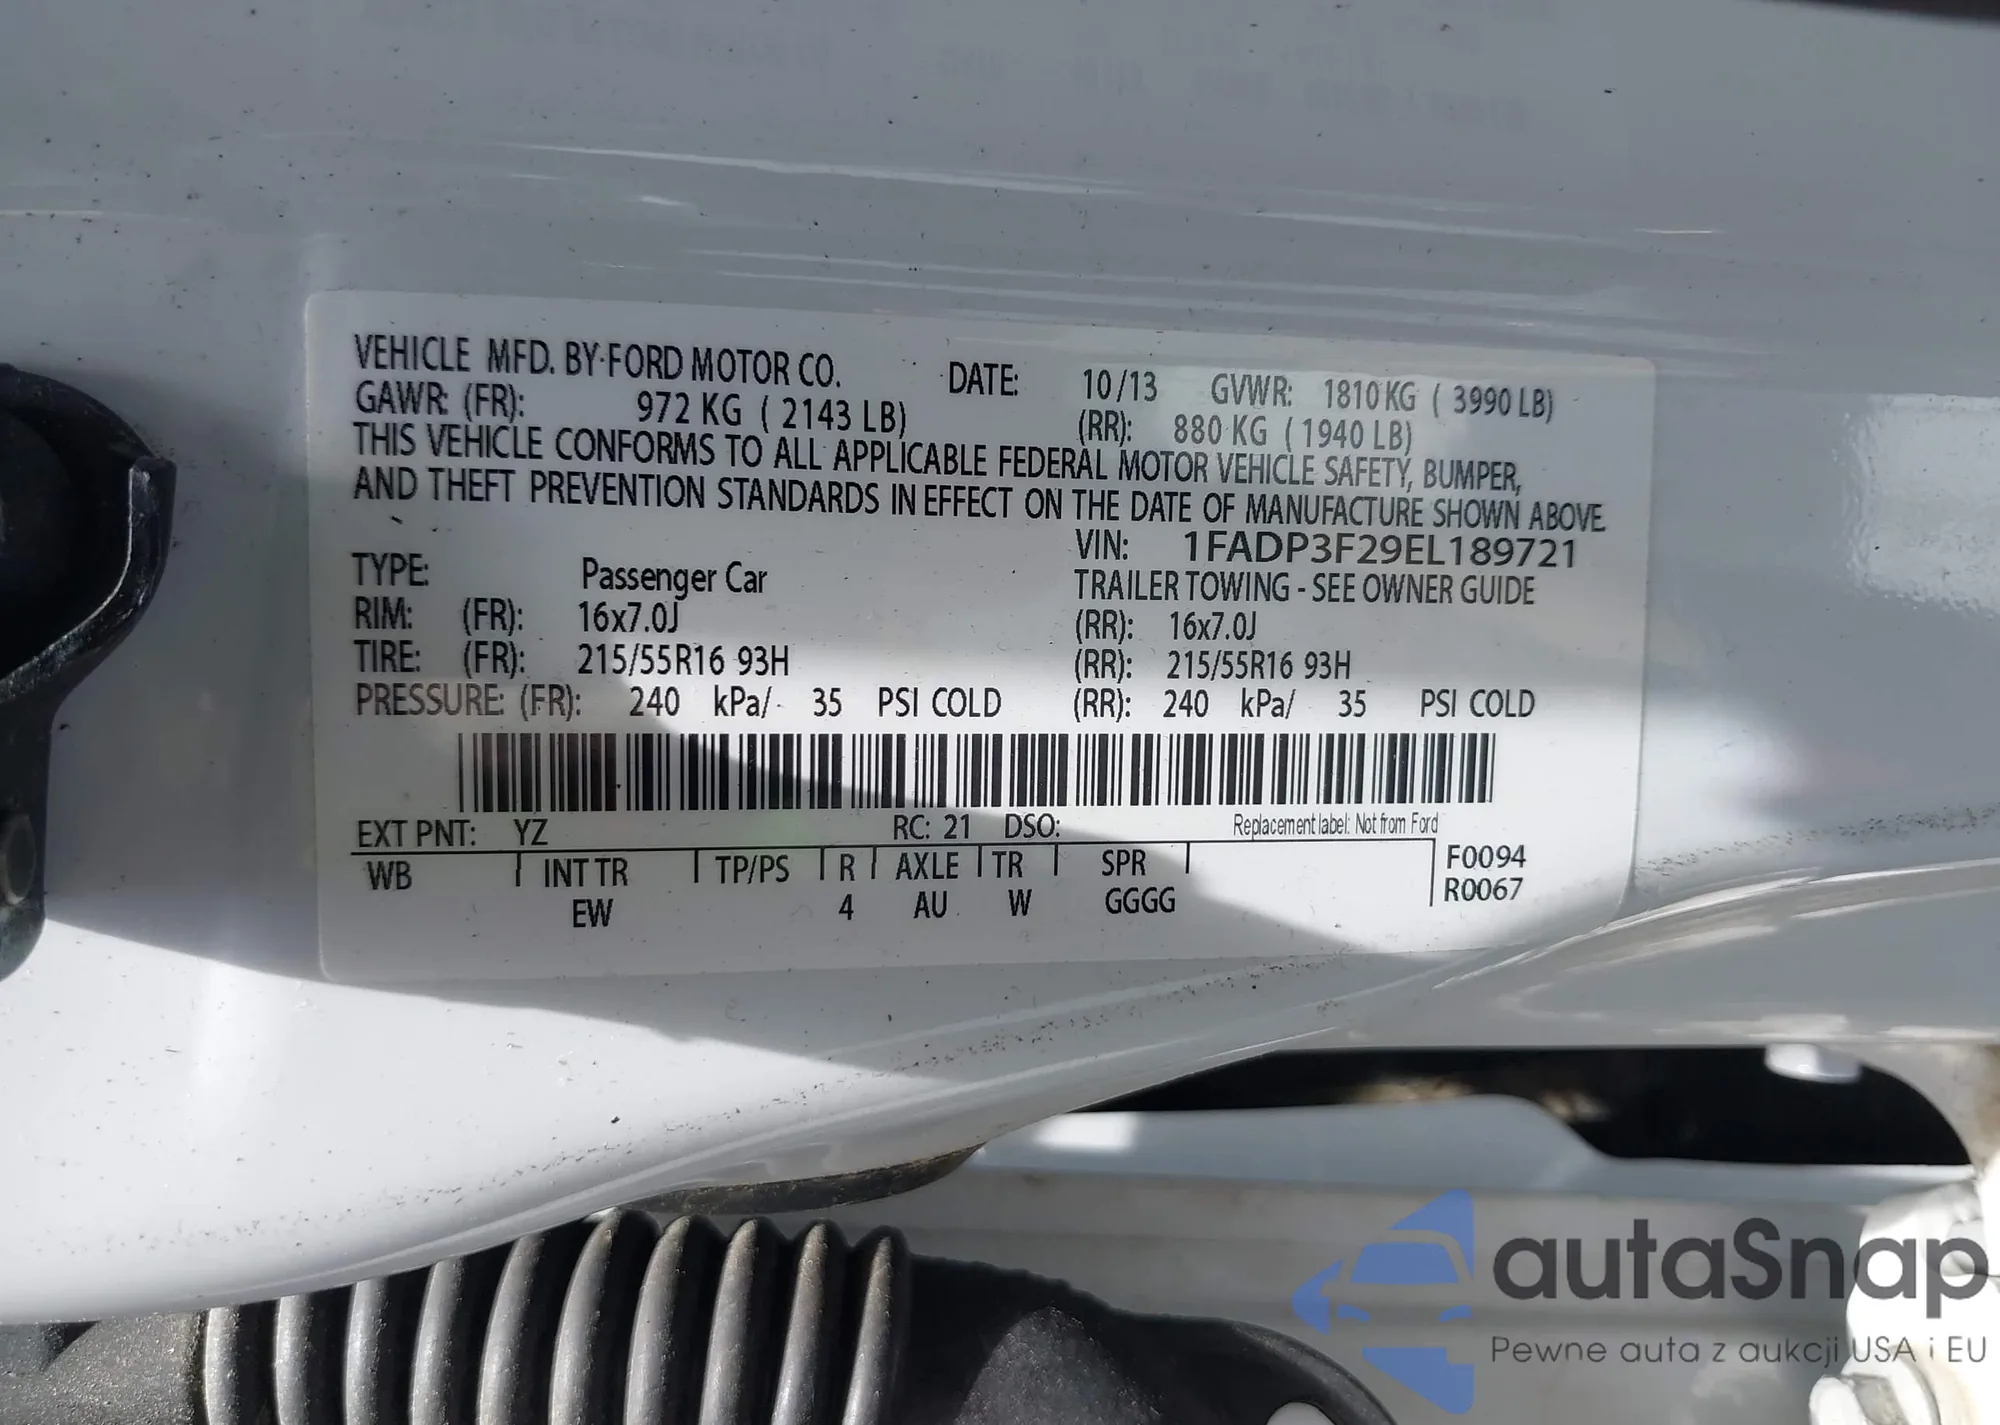 VEHICLE MFD. BY FORD MOTOR CO. DATE: 10/13 GVWR: 1810 KG ( 3990 LB)
GAWR: (FR): 972 KG ( 2143 LB) (RR): 880 KG ( 1940 LB)
THIS VEHICLE CONFORMS TO ALL APPLICABLE FEDERAL MOTOR VEHICLE SAFETY, BUMPER,
AND THEFT PREVENTION STANDARDS IN EFFECT ON THE DATE OF MANUFACTURE SHOWN ABOVE
VIN: 1FADP3F29EL189721
TYPE: Passenger Car TRAILER TOWING - SEE OWNER GUIDE
RIM: (FR): 16x7.0J (RR): 16x7.0J
TIRE: (FR): 215/55R16 93H (RR): 215/55R16 93H
PRESSURE: (FR): 240 kPa/ 35 PSI COLD (RR): 240 kPa/ 35 PSI COLD
EXT PNT: YZ RC: 21 DSO: Replacement label: Not from Ford
WB INT TR TP/PS R AXLE TR SPR F0094
EW 4 AU W GGGG R0067
autaSnap
Pewne auta z aukcji USA i EU